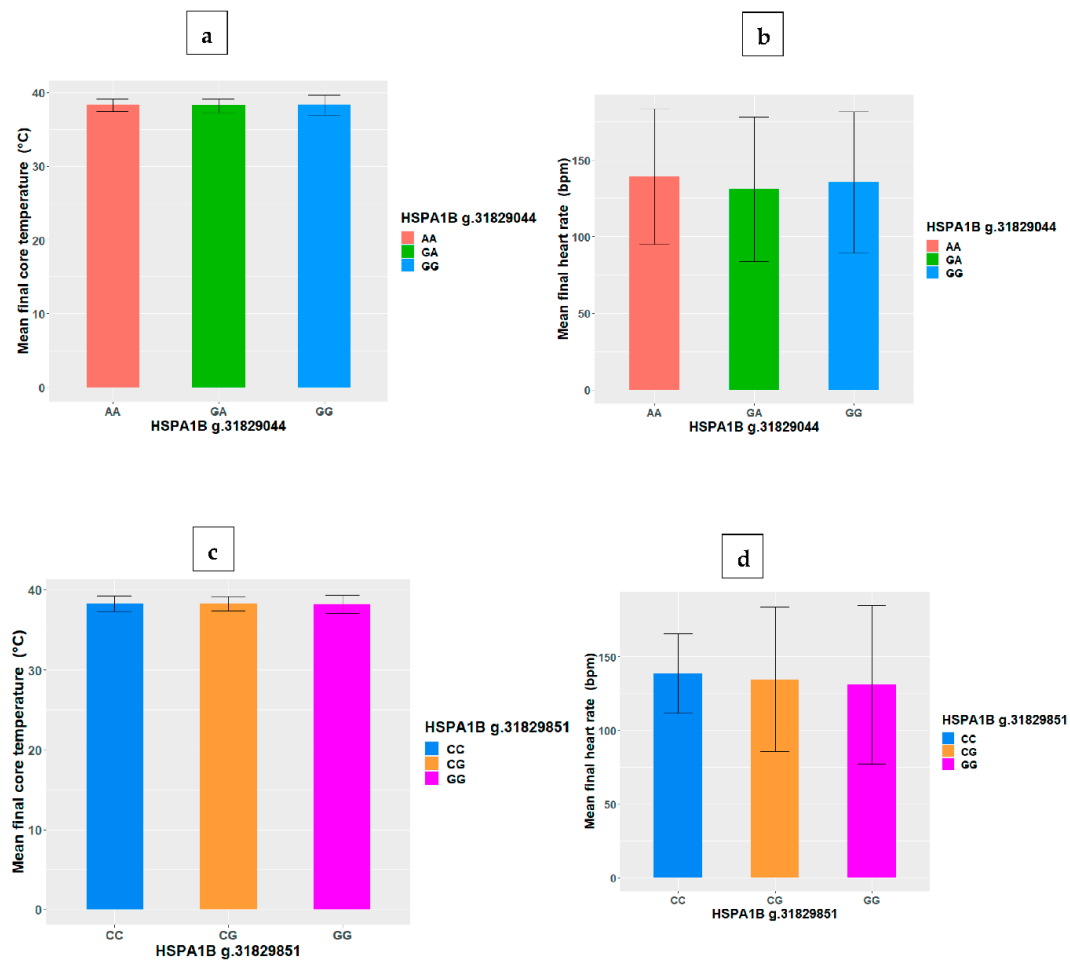 a
Mean final core temperature (°C)
40
30
20
10
0
AA
GA
GG
HSPA1B g.31829044
HSPA1B g.31829044
AA
GA
GG
b
Mean final heart rate (bpm)
150
100
50
0
AA
GA
GG
HSPA1B g.31829044
HSPA1B g.31829044
AA
GA
GG
c
Mean final core temperature (°C)
40
30
20
10
0
CC
CG
GG
HSPA1B g.31829851
HSPA1B g.31829851
CC
CG
GG
d
Mean final heart rate (bpm)
150
100
50
0
CC
CG
GG
HSPA1B g.31829851
HSPA1B g.31829851
CC
CG
GG